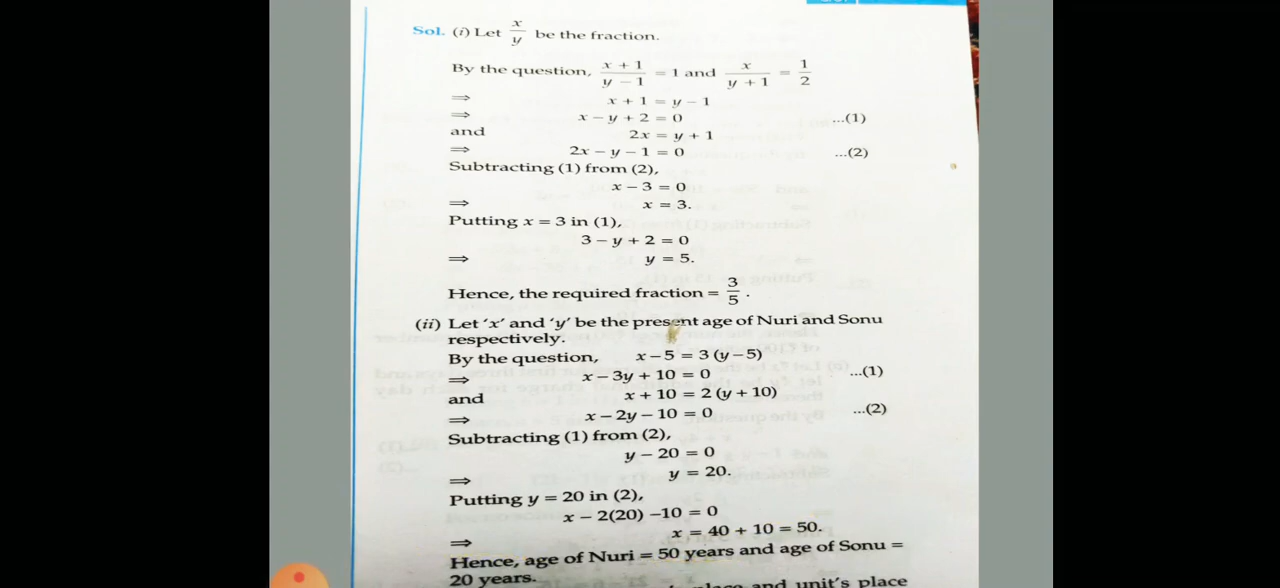 Sol. (i) Let x/y be the fraction.
By the question, (x + 1)/(y – 1) = 1 and x/(y + 1) = 1/2
⇒ x + 1 = y – 1
⇒ x – y + 2 = 0 ...(1)
and 2x = y + 1
⇒ 2x – y – 1 = 0 ...(2)
Subtracting (1) from (2),
x – 3 = 0
⇒ x = 3.
Putting x = 3 in (1),
3 – y + 2 = 0
⇒ y = 5.
Hence, the required fraction = 3/5 .
(ii) Let ‘x’ and ‘y’ be the present age of Nuri and Sonu
respectively.
By the question, x – 5 = 3 (y – 5)
⇒ x – 3y + 10 = 0 ...(1)
and x + 10 = 2 (y + 10)
⇒ x – 2y – 10 = 0 ...(2)
Subtracting (1) from (2),
y – 20 = 0
⇒ y = 20.
Putting y = 20 in (2),
x – 2(20) –10 = 0
⇒ x = 40 + 10 = 50.
Hence, age of Nuri = 50 years and age of Sonu =
20 years.
place and unit's place